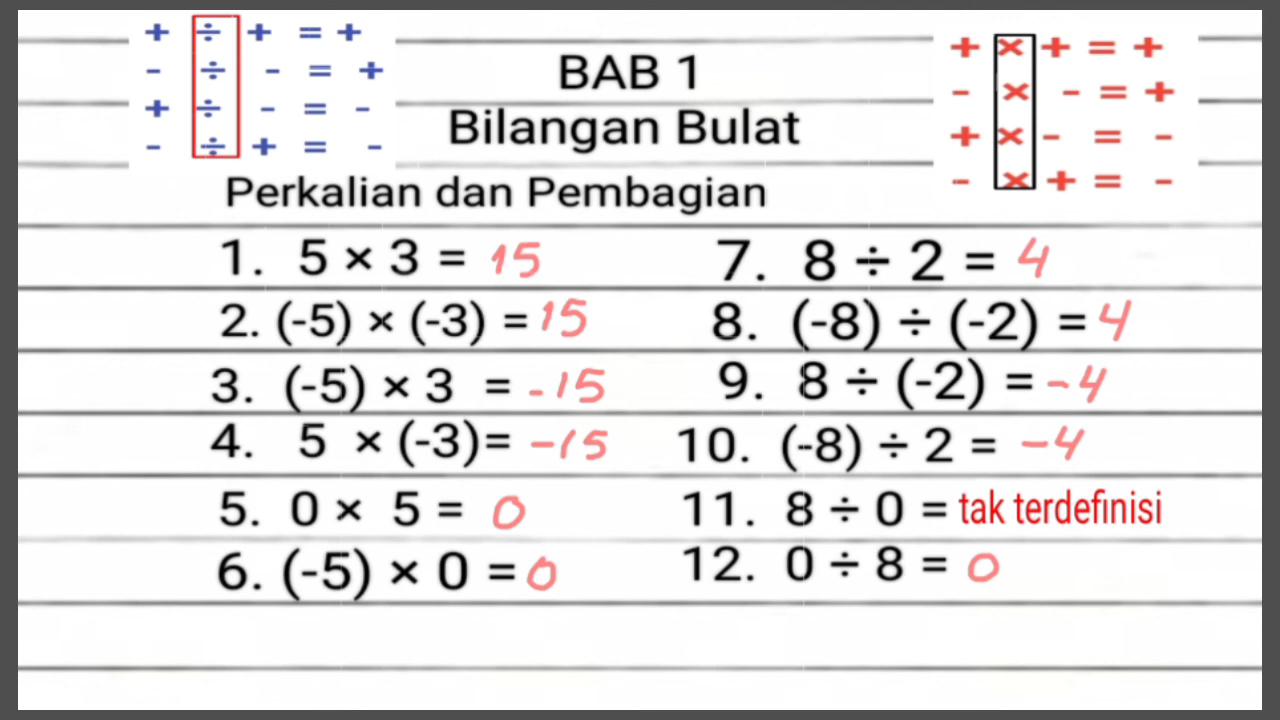 + ÷ + = +
- ÷ - = +
+ ÷ - = -
- ÷ + = -
BAB 1
Bilangan Bulat
+ × + = +
- × - = +
+ × - = -
- × + = -
Perkalian dan Pembagian
1. 5 × 3 = 15
2. (-5) × (-3) = 15
3. (-5) × 3 = -15
4. 5 × (-3)= -15
5. 0 × 5 = 0
6. (-5) × 0 = 0
7. 8 ÷ 2 = 4
8. (-8) ÷ (-2) = 4
9. 8 ÷ (-2) = -4
10. (-8) ÷ 2 = -4
11. 8 ÷ 0 = tak terdefinisi
12. 0 ÷ 8 = 0